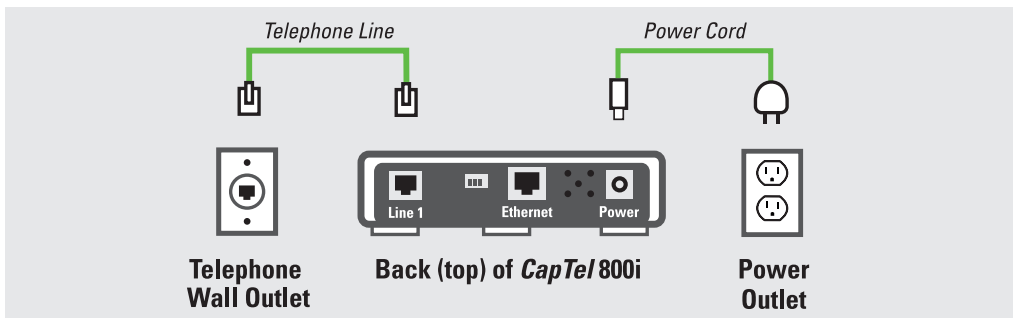 Telephone Line
Power Cord
Line 1
Ethernet
Power
Telephone
Wall Outlet
Back (top) of CapTel 800i
Power
Outlet